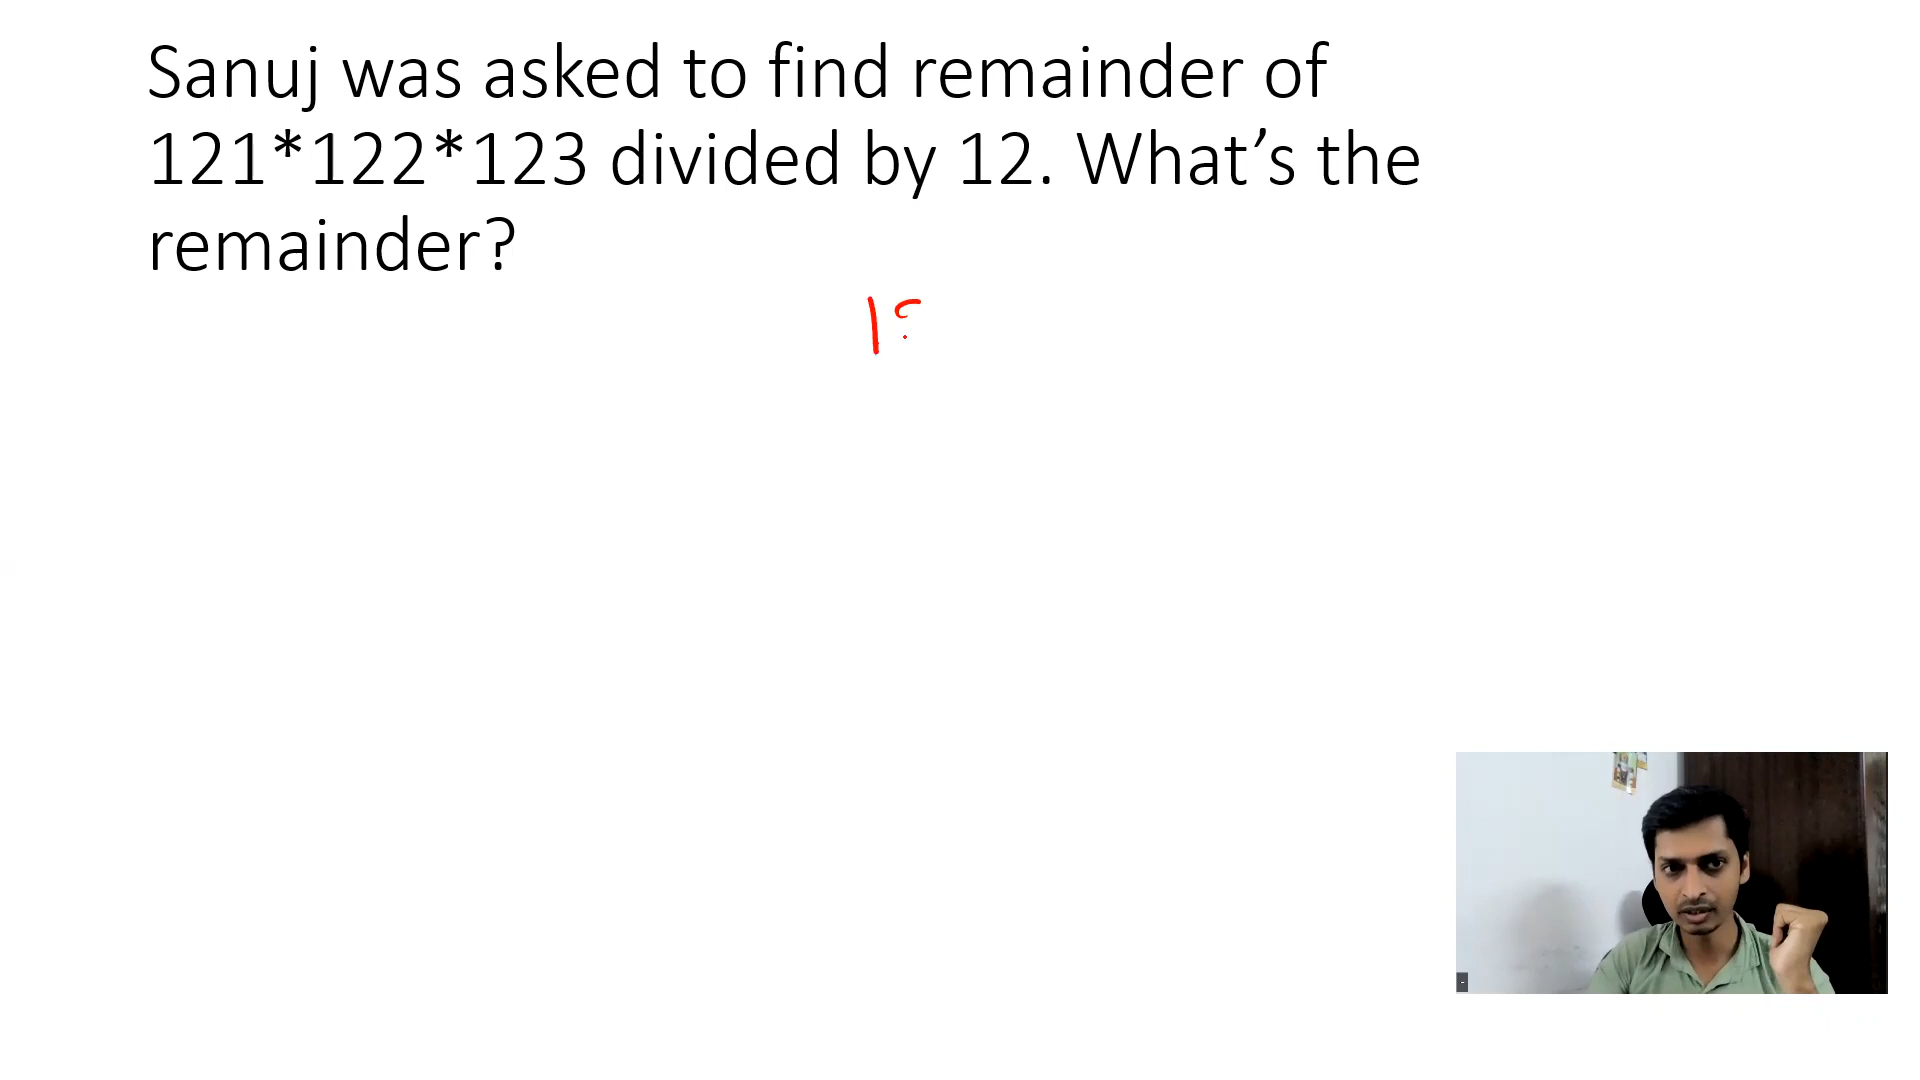 Sanuj was asked to find remainder of
121*122*123 divided by 12. What’s the
remainder?